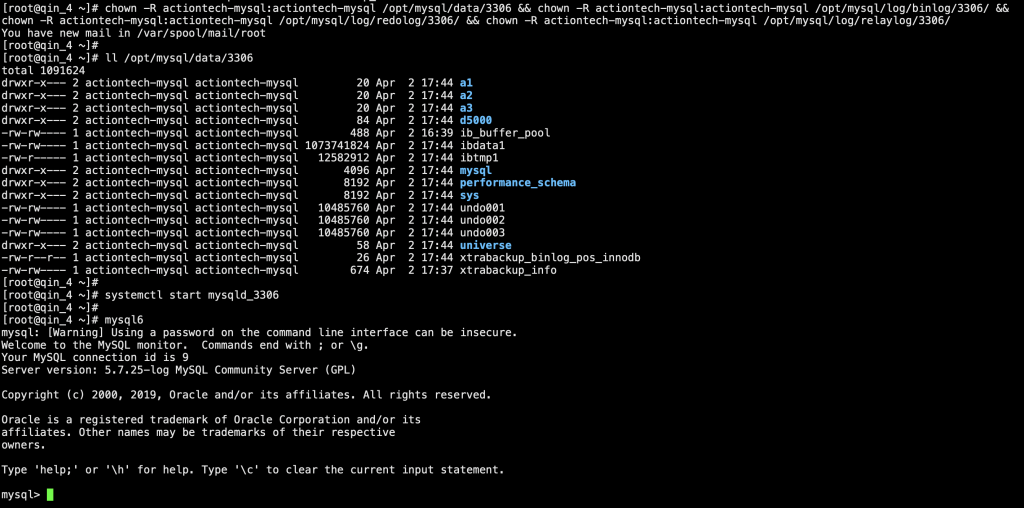 [root@qin_4 ~]# chown -R actiontech-mysql:actiontech-mysql /opt/mysql/data/3306 && chown -R actiontech-mysql:actiontech-mysql /opt/mysql/log/binlog/3306/ &&
chown -R actiontech-mysql:actiontech-mysql /opt/mysql/log/redolog/3306/ && chown -R actiontech-mysql:actiontech-mysql /opt/mysql/log/relaylog/3306/
You have new mail in /var/spool/mail/root
[root@qin_4 ~]#
[root@qin_4 ~]# ll /opt/mysql/data/3306
total 1091624
drwxr-x--- 2 actiontech-mysql actiontech-mysql         20 Apr  2 17:44 a1
drwxr-x--- 2 actiontech-mysql actiontech-mysql         20 Apr  2 17:44 a2
drwxr-x--- 2 actiontech-mysql actiontech-mysql         20 Apr  2 17:44 a3
drwxr-x--- 2 actiontech-mysql actiontech-mysql         84 Apr  2 17:44 d5000
-rw-rw---- 1 actiontech-mysql actiontech-mysql        488 Apr  2 16:39 ib_buffer_pool
-rw-rw---- 1 actiontech-mysql actiontech-mysql 1073741824 Apr  2 17:44 ibdata1
-rw-r----- 1 actiontech-mysql actiontech-mysql   12582912 Apr  2 17:44 ibtmp1
drwxr-x--- 2 actiontech-mysql actiontech-mysql       4096 Apr  2 17:44 mysql
drwxr-x--- 2 actiontech-mysql actiontech-mysql       8192 Apr  2 17:44 performance_schema
drwxr-x--- 2 actiontech-mysql actiontech-mysql       8192 Apr  2 17:44 sys
-rw-rw---- 1 actiontech-mysql actiontech-mysql   10485760 Apr  2 17:44 undo001
-rw-rw---- 1 actiontech-mysql actiontech-mysql   10485760 Apr  2 17:44 undo002
-rw-rw---- 1 actiontech-mysql actiontech-mysql   10485760 Apr  2 17:44 undo003
drwxr-x--- 2 actiontech-mysql actiontech-mysql         58 Apr  2 17:44 universe
-rw-r--r-- 1 actiontech-mysql actiontech-mysql         26 Apr  2 17:44 xtrabackup_binlog_pos_innodb
-rw-rw---- 1 actiontech-mysql actiontech-mysql        674 Apr  2 17:37 xtrabackup_info
[root@qin_4 ~]#
[root@qin_4 ~]# systemctl start mysqld_3306
[root@qin_4 ~]#
[root@qin_4 ~]# mysql6
mysql: [Warning] Using a password on the command line interface can be insecure.
Welcome to the MySQL monitor.  Commands end with ; or \g.
Your MySQL connection id is 9
Server version: 5.7.25-log MySQL Community Server (GPL)
Copyright (c) 2000, 2019, Oracle and/or its affiliates. All rights reserved.
Oracle is a registered trademark of Oracle Corporation and/or its
affiliates. Other names may be trademarks of their respective
owners.
Type 'help;' or '\h' for help. Type '\c' to clear the current input statement.
mysql>